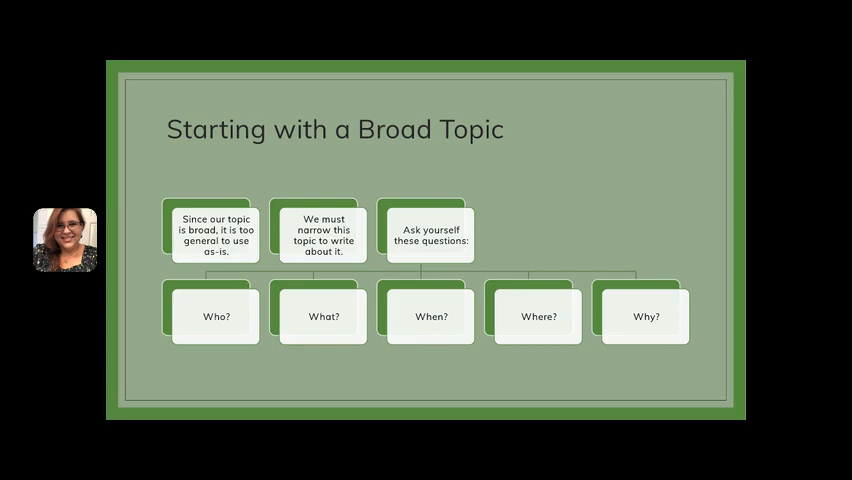 Starting with a Broad Topic
Since our topic
is broad, it is too
general to use
as-is.
We must
narrow this
topic to write
about it.
Ask yourself
these questions:
Who?
What?
When?
Where?
Why?